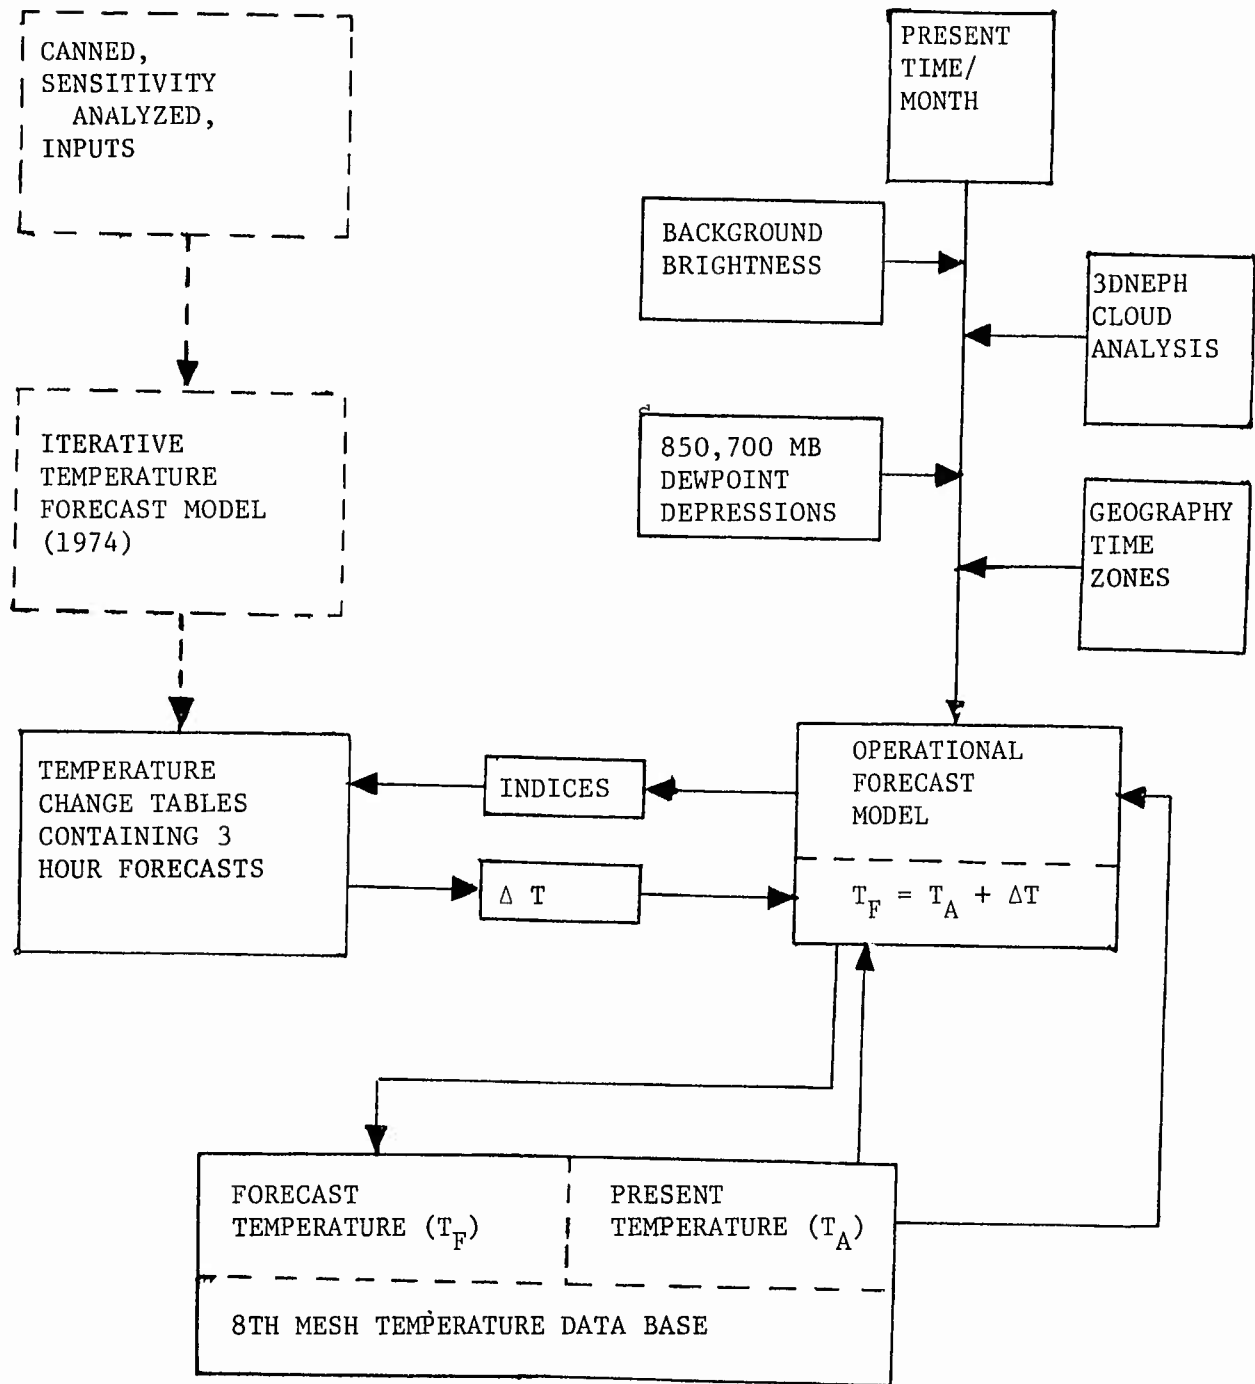 CANNED,
SENSITIVITY
ANALYZED,
INPUTS
PRESENT
TIME/
MONTH
BACKGROUND
BRIGHTNESS
3DNEPH
CLOUD
ANALYSIS
ITERATIVE
TEMPERATURE
FORECAST MODEL
(1974)
850,700 MB
DEWPOINT
DEPRESSIONS
GEOGRAPHY
TIME
ZONES
TEMPERATURE
CHANGE TABLES
CONTAINING 3
HOUR FORECASTS
INDICES
Δ T
OPERATIONAL
FORECAST
MODEL
T_F = T_A + ΔT
FORECAST
TEMPERATURE (T_F)
PRESENT
TEMPERATURE (T_A)
8TH MESH TEMPERATURE DATA BASE